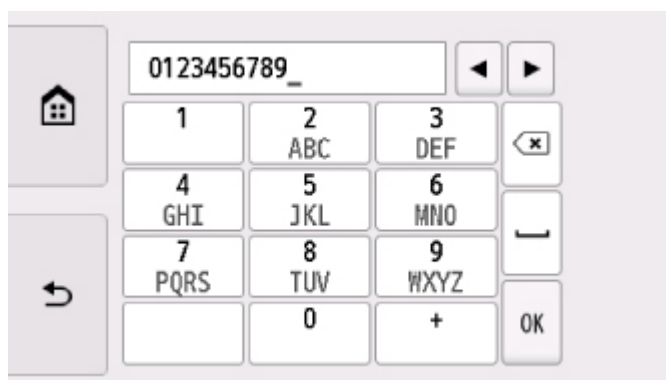 0123456789_
1
2
ABC
3
DEF
4
GHI
5
JKL
6
MNO
7
PQRS
8
TUV
9
WXYZ
0
+
OK